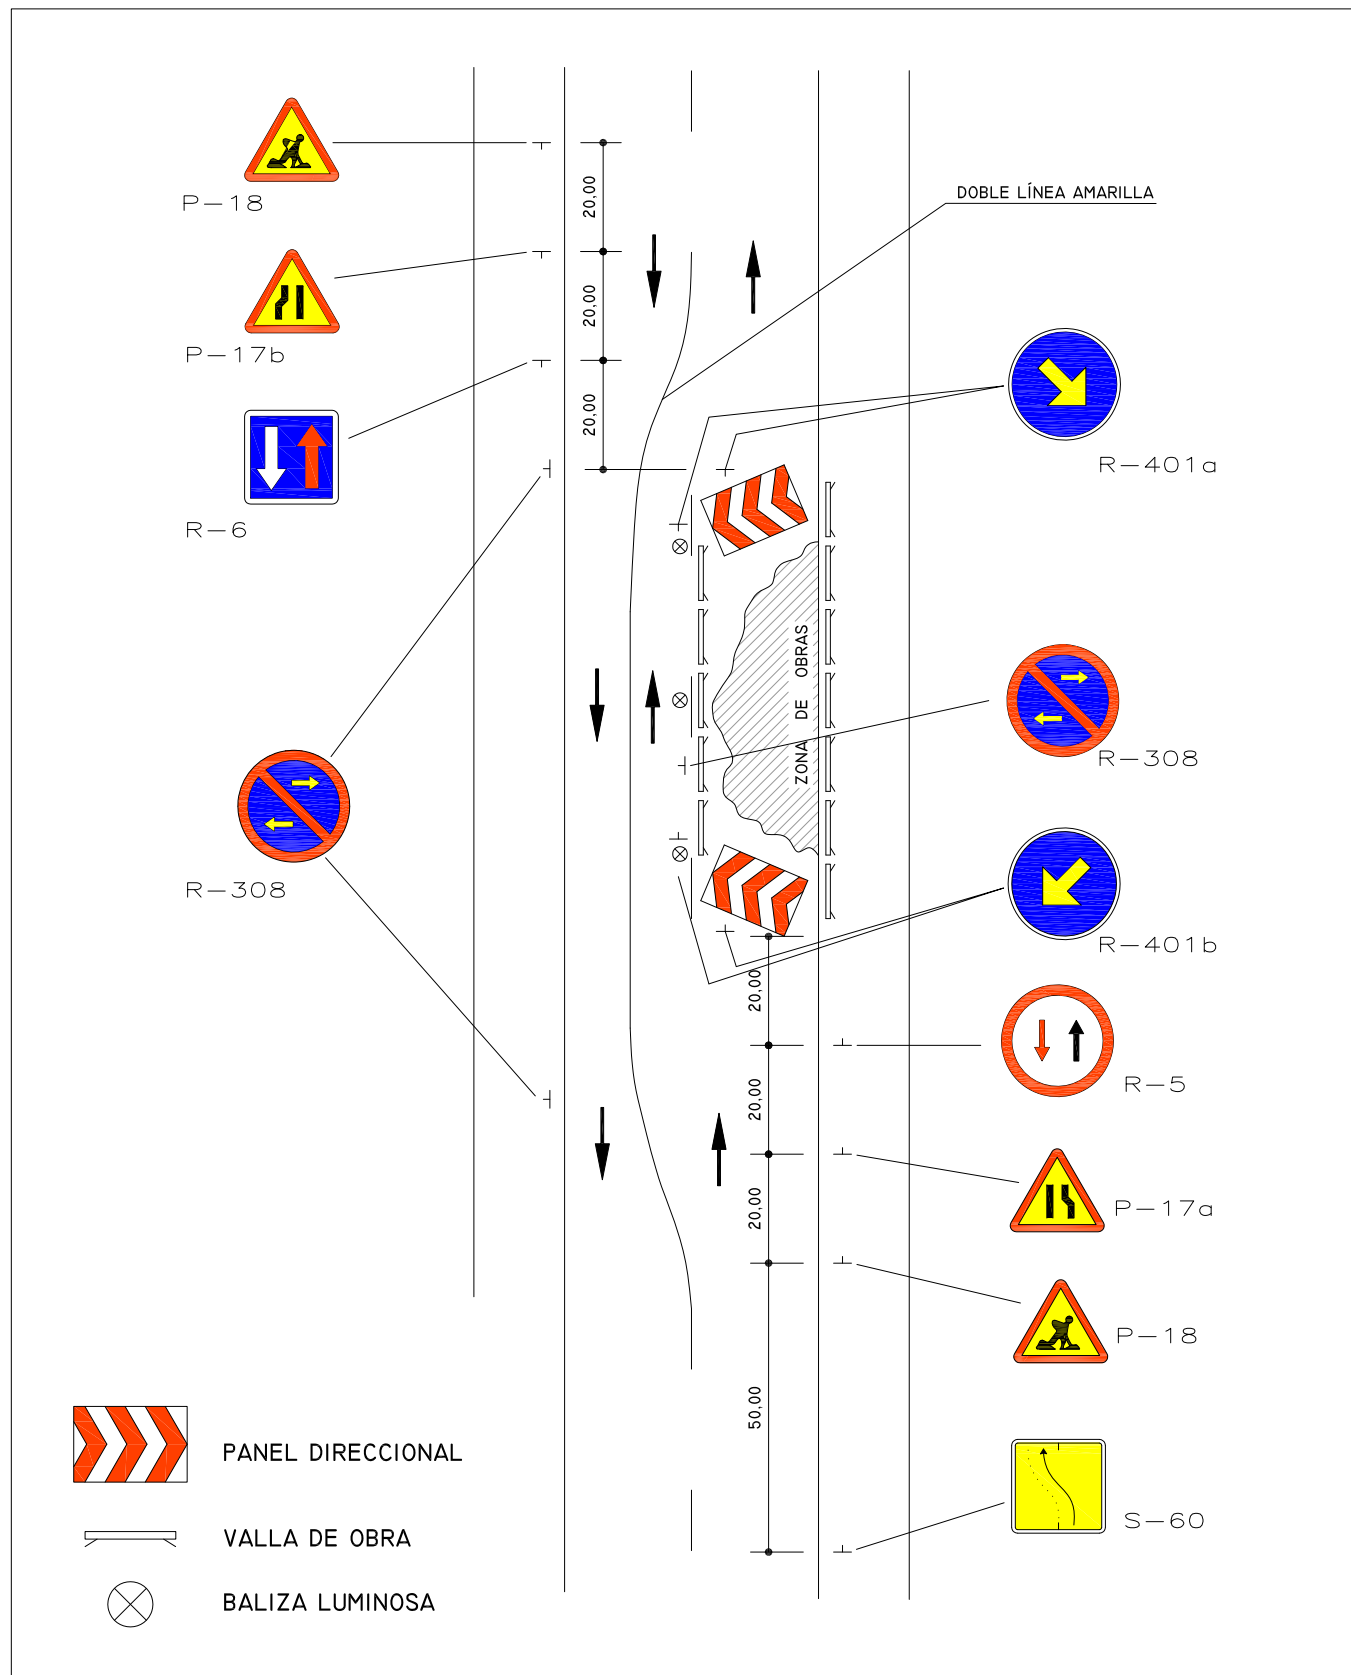 P-18
P-17b
R-6
R-308
20,00
20,00
20,00
DOBLE LÍNEA AMARILLA
R-401a
ZONA DE OBRAS
R-308
R-401b
20,00
R-5
20,00
P-17a
20,00
P-18
50,00
S-60
PANEL DIRECCIONAL
VALLA DE OBRA
BALIZA LUMINOSA